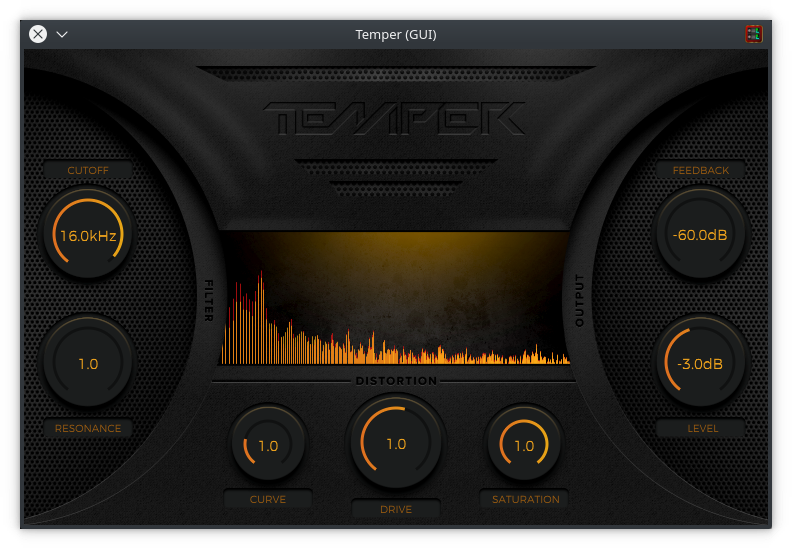 Temper (GUI)
TEMPER
CUTOFF
16.0kHz
1.0
RESONANCE
FILTER
OUTPUT
FEEDBACK
-60.0dB
-3.0dB
LEVEL
DISTORTION
1.0
CURVE
1.0
DRIVE
1.0
SATURATION